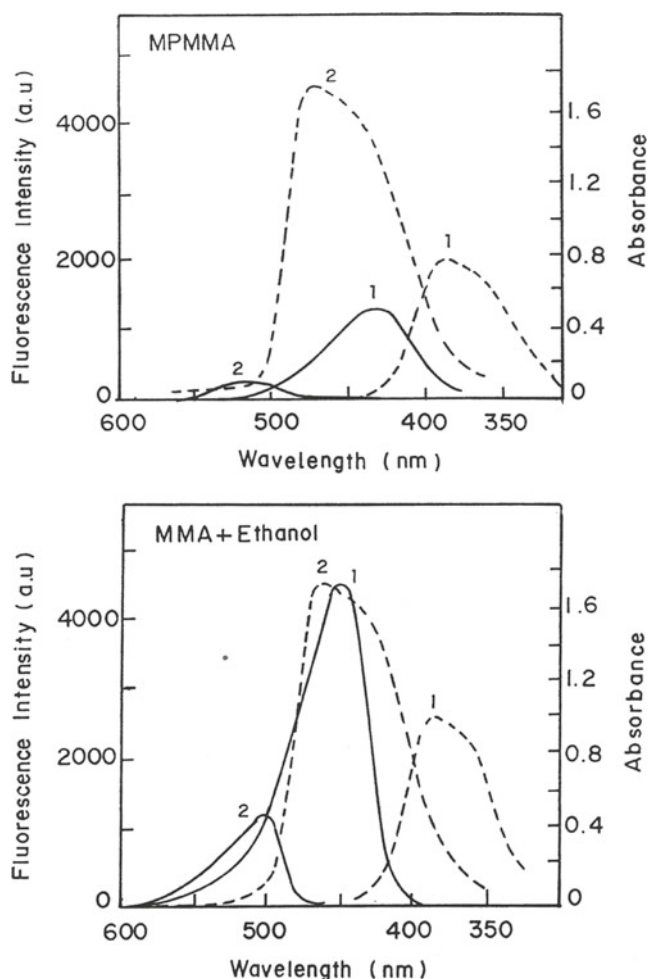 MPMMA
Fluorescence Intensity (a.u)
4000
2000
0
2
1
1
2
1.6
1.2
0.8
0.4
0
Absorbance
600 500 400 350
Wavelength (nm)
MMA+Ethanol
Fluorescence Intensity (a.u)
4000
2000
0
2
1
1
2
1.6
1.2
0.8
0.4
0
Absorbance
600 500 400 350
Wavelength (nm)